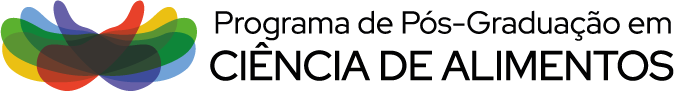 Programa de Pós-Graduação em
CIÊNCIA DE ALIMENTOS